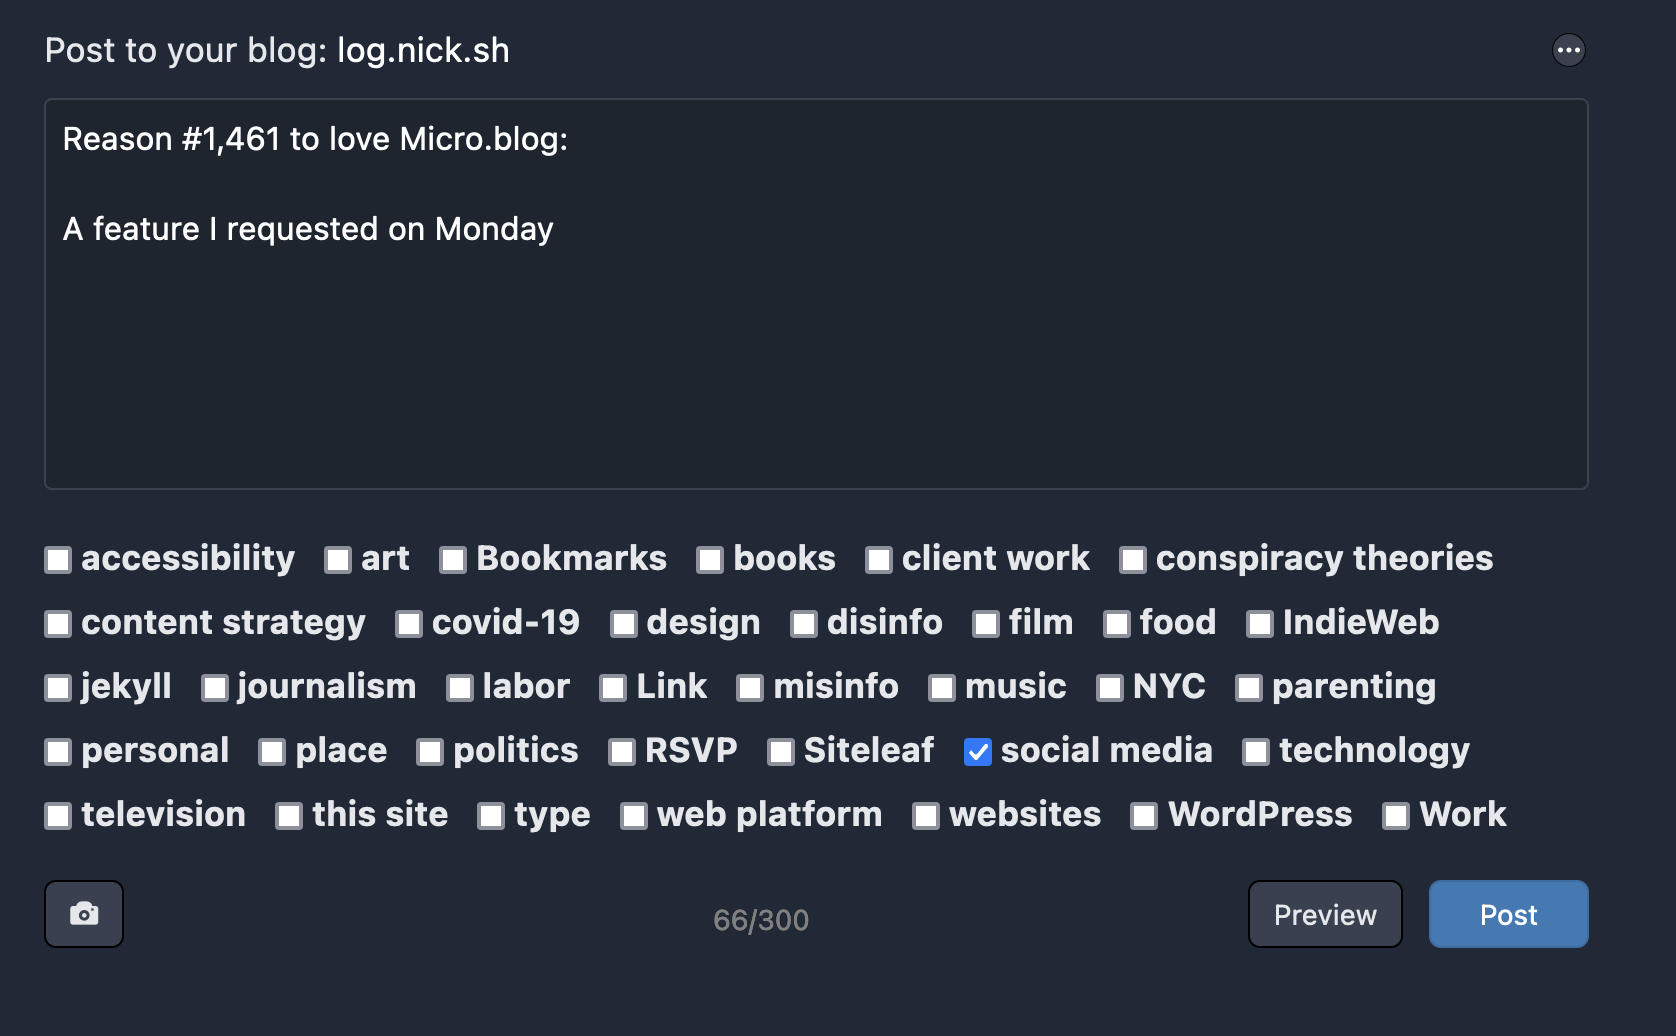 Post to your blog: log.nick.sh
Reason #1,461 to love Micro.blog:
A feature I requested on Monday
accessibility art Bookmarks books client work conspiracy theories
content strategy covid-19 design disinfo film food IndieWeb
jekyll journalism labor Link misinfo music NYC parenting
personal place politics RSVP Siteleaf social media technology
television this site type web platform websites WordPress Work
66/300 Preview Post